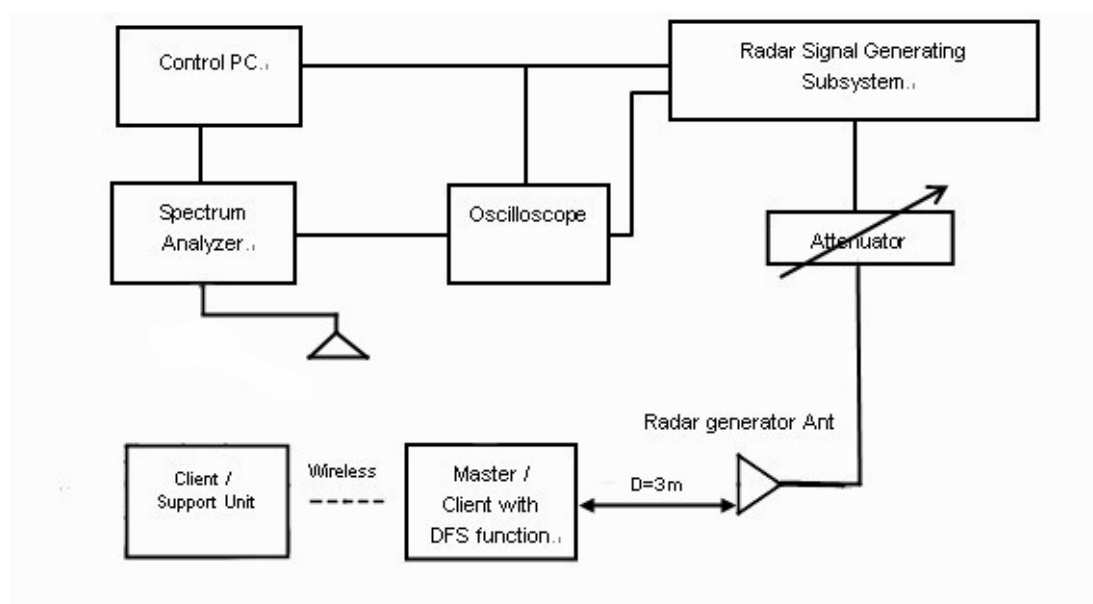 Control PC.
Radar Signal Generating
Subsystem.
Spectrum
Analyzer.
Oscilloscope
Attenuator
Radar generator Ant
Client /
Support Unit
Wireless
Master /
Client with
DFS function.
D=3m